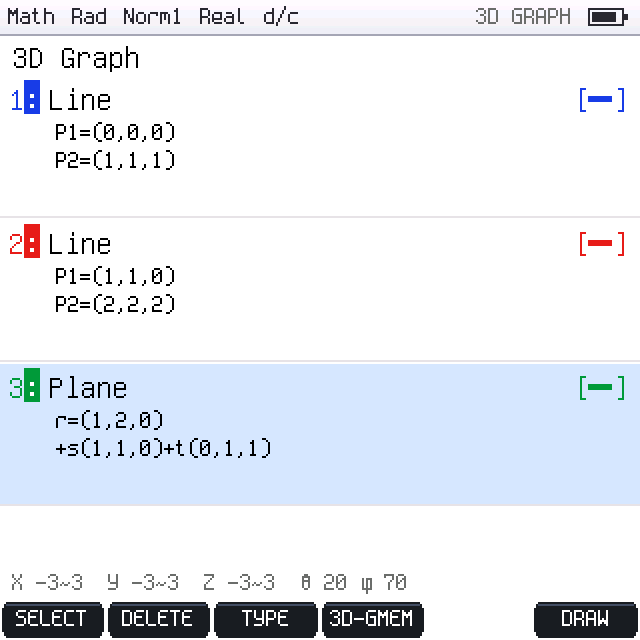 Math Rad Norm1 Real d/c 3D GRAPH
3D Graph
1: Line [—]
P1=(0,0,0)
P2=(1,1,1)
2: Line [—]
P1=(1,1,0)
P2=(2,2,2)
3: Plane [—]
r=(1,2,0)
+s(1,1,0)+t(0,1,1)
X -3~3 Y -3~3 Z -3~3 θ 20 φ 70
SELECT DELETE TYPE 3D-GMEM DRAW